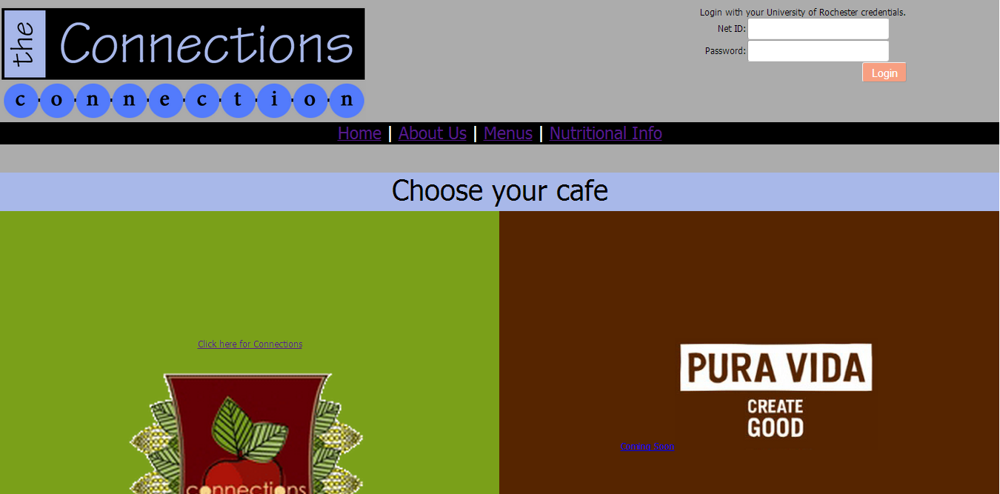 the Connections
connection
Login with your University of Rochester credentials.
Net ID:
Password:
Login
Home | About Us | Menus | Nutritional Info
Choose your cafe
Click here for Connections
connections
PURA VIDA
CREATE
GOOD
Coming Soon